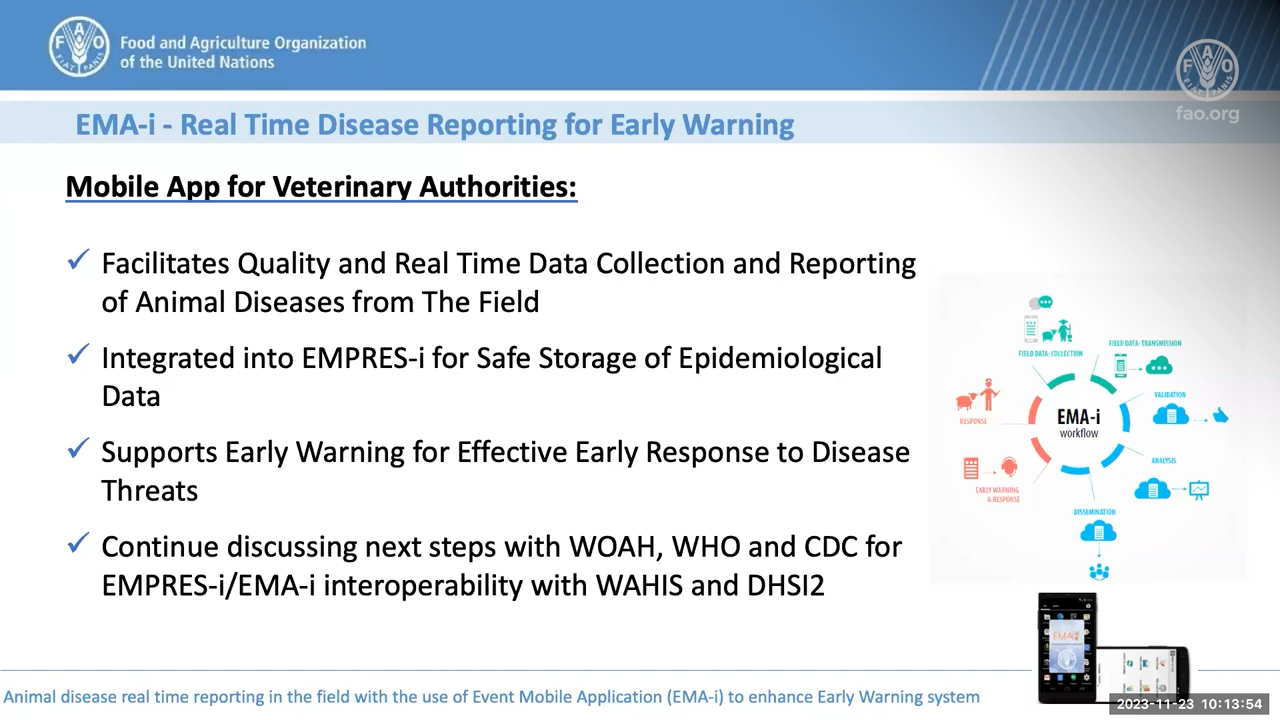 Food and Agriculture Organization
of the United Nations
fao.org
EMA-i - Real Time Disease Reporting for Early Warning
Mobile App for Veterinary Authorities:
Facilitates Quality and Real Time Data Collection and Reporting
of Animal Diseases from The Field
Integrated into EMPRES-i for Safe Storage of Epidemiological
Data
Supports Early Warning for Effective Early Response to Disease
Threats
Continue discussing next steps with WOAH, WHO and CDC for
EMPRES-i/EMA-i interoperability with WAHIS and DHSI2
FIELD DATA: COLLECTION
FIELD DATA: TRANSMISSION
VALIDATION
ANALYSIS
DISSEMINATION
EARLY WARNING
& RESPONSE
RESPONSE
EMA-i
workflow
Animal disease real time reporting in the field with the use of Event Mobile Application (EMA-i) to enhance Early Warning system
2023-11-23 10:13:54